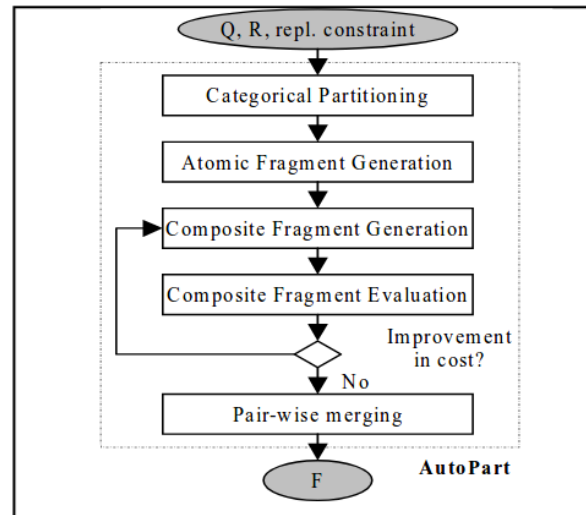 Q, R, repl. constraint
Categorical Partitioning
Atomic Fragment Generation
Composite Fragment Generation
Composite Fragment Evaluation
Improvement
in cost?
No
Pair-wise merging
AutoPart
F